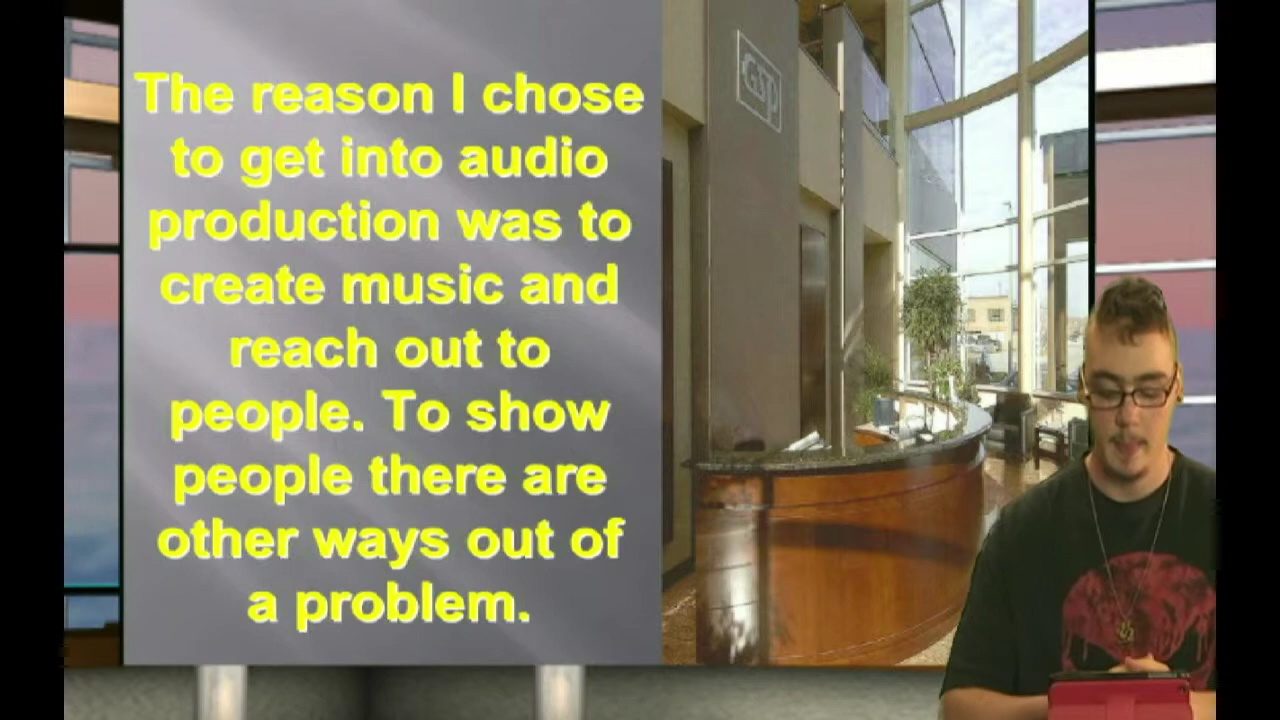 The reason I chose
to get into audio
production was to
create music and
reach out to
people. To show
people there are
other ways out of
a problem.